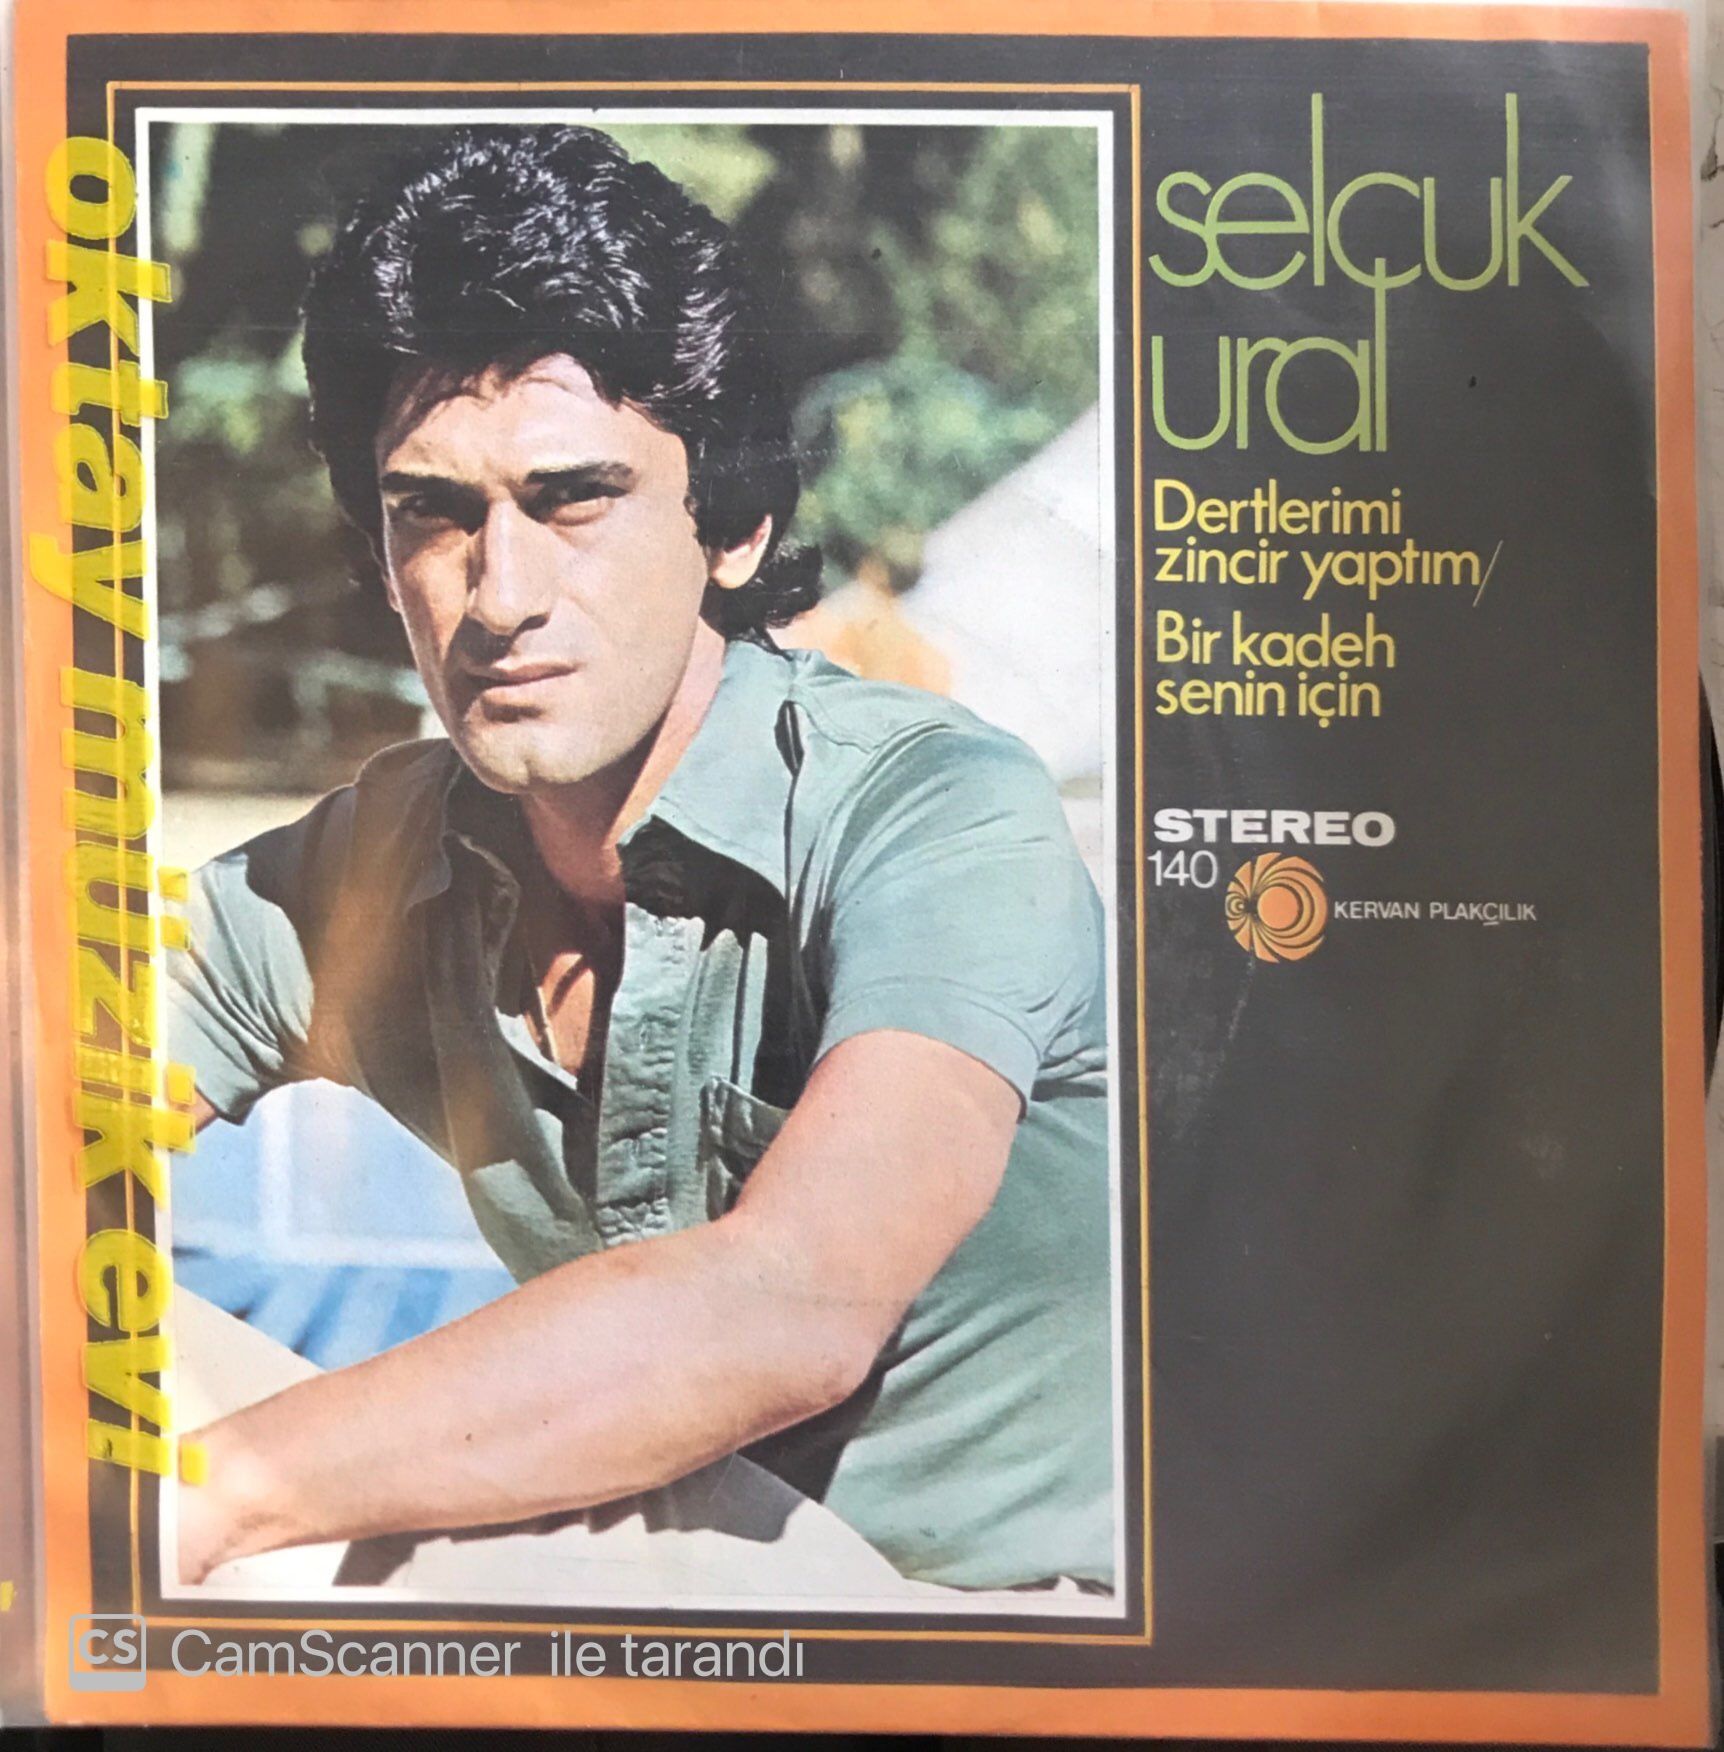 selçuk
ural
Dertlerimi
zincir yaptım/
Bir kadeh
senin için
STEREO
140
KERVAN PLAKÇILIK
oktay müzik evi
CS CamScanner ile tarandı